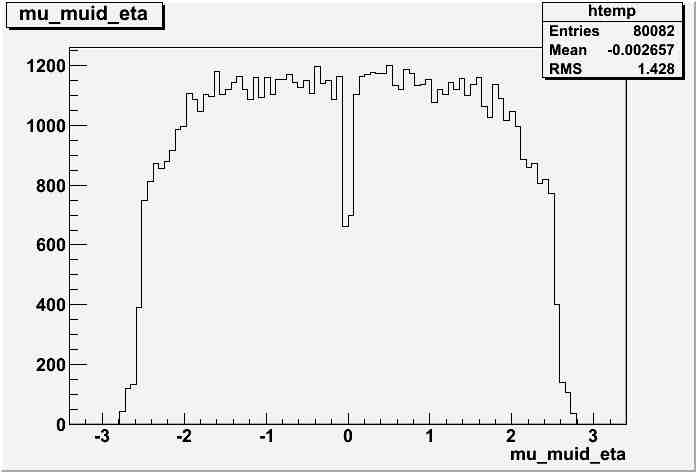 mu_muid_eta
htemp
Entries 80082
Mean -0.002657
RMS 1.428
1200
1000
800
600
400
200
0
-3 -2 -1 0 1 2 3
mu_muid_eta